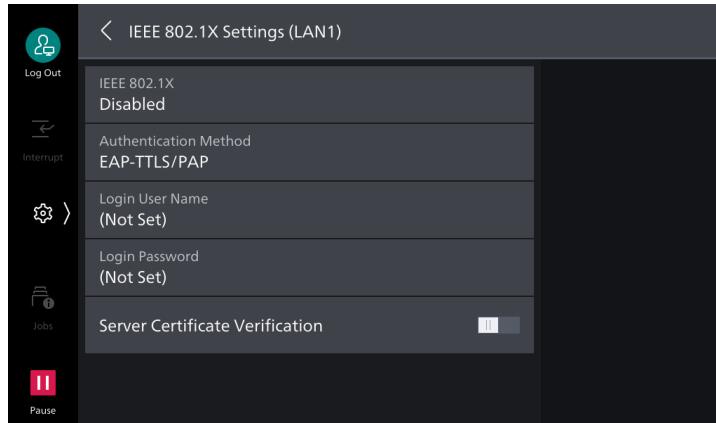 IEEE 802.1X Settings (LAN1)
Log Out
IEEE 802.1X
Disabled
Interrupt
Authentication Method
EAP-TTLS/PAP
Login User Name
(Not Set)
Login Password
(Not Set)
Jobs
Server Certificate Verification
Pause